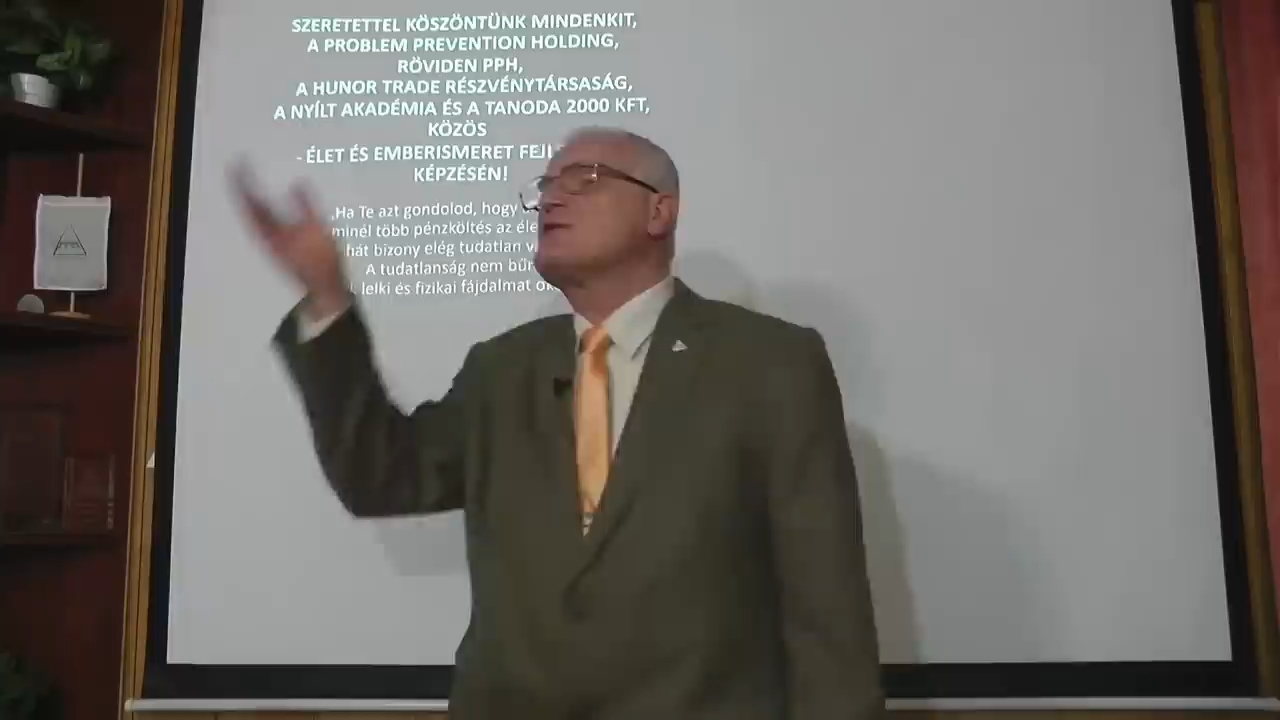 SZERETETTEL KÖSZÖNTÜNK MINDENKIT,
A PROBLEM PREVENTION HOLDING,
RÖVIDEN PPH,
A HUNOR TRADE RÉSZVÉNYTÁRSASÁG,
A NYÍLT AKADÉMIA ÉS A TANODA 2000 KFT,
KÖZÖS
- ÉLET ÉS EMBERISMERET
KÉPZÉSÉN!
„Ha Te azt gondolod, hogy
minél több pénzköltés az
hát bizony elég tudatlan
A tudatlanság nem bűn
lelki és fizikai fájdalmat